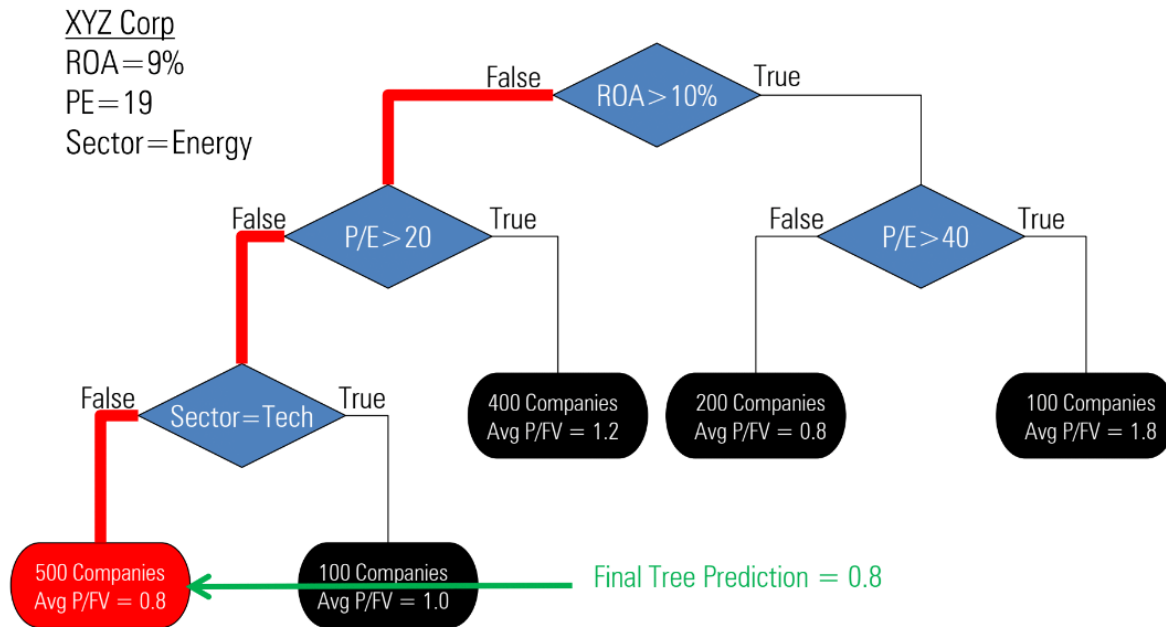 XYZ Corp
ROA=9%
PE=19
Sector=Energy
False
ROA>10%
True
False
P/E>20
True
False
P/E>40
True
False
Sector=Tech
True
400 Companies
Avg P/FV = 1.2
200 Companies
Avg P/FV = 0.8
100 Companies
Avg P/FV = 1.8
500 Companies
Avg P/FV = 0.8
100 Companies
Avg P/FV = 1.0
Final Tree Prediction = 0.8